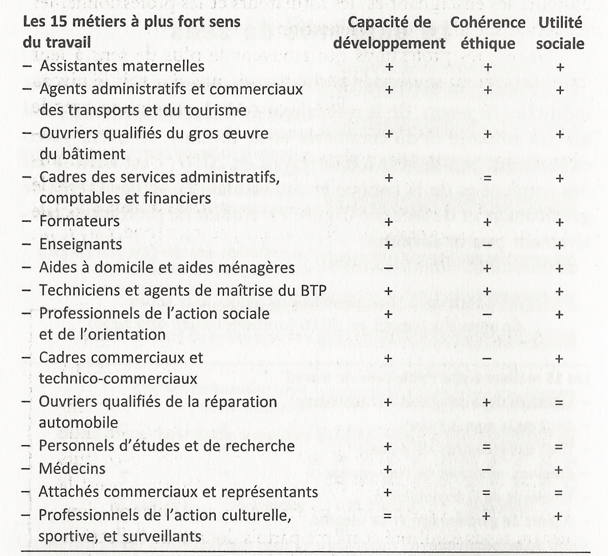 Les 15 métiers à plus fort sens Capacité de Cohérence Utilité
du travail développement éthique sociale
– Assistantes maternelles + + +
– Agents administratifs et commerciaux + + +
des transports et du tourisme
– Ouvriers qualifiés du gros œuvre + + +
du bâtiment
– Cadres des services administratifs, + = +
comptables et financiers
– Formateurs + + +
– Enseignants + – +
– Aides à domicile et aides ménagères – + +
– Techniciens et agents de maîtrise du BTP + + +
– Professionnels de l’action sociale + – +
et de l’orientation
– Cadres commerciaux et + – +
technico-commerciaux
– Ouvriers qualifiés de la réparation + + +
automobile
– Personnels d’études et de recherche + = =
– Médecins + – +
– Attachés commerciaux et représentants + = =
– Professionnels de l’action culturelle, = = +
sportive, et surveillants